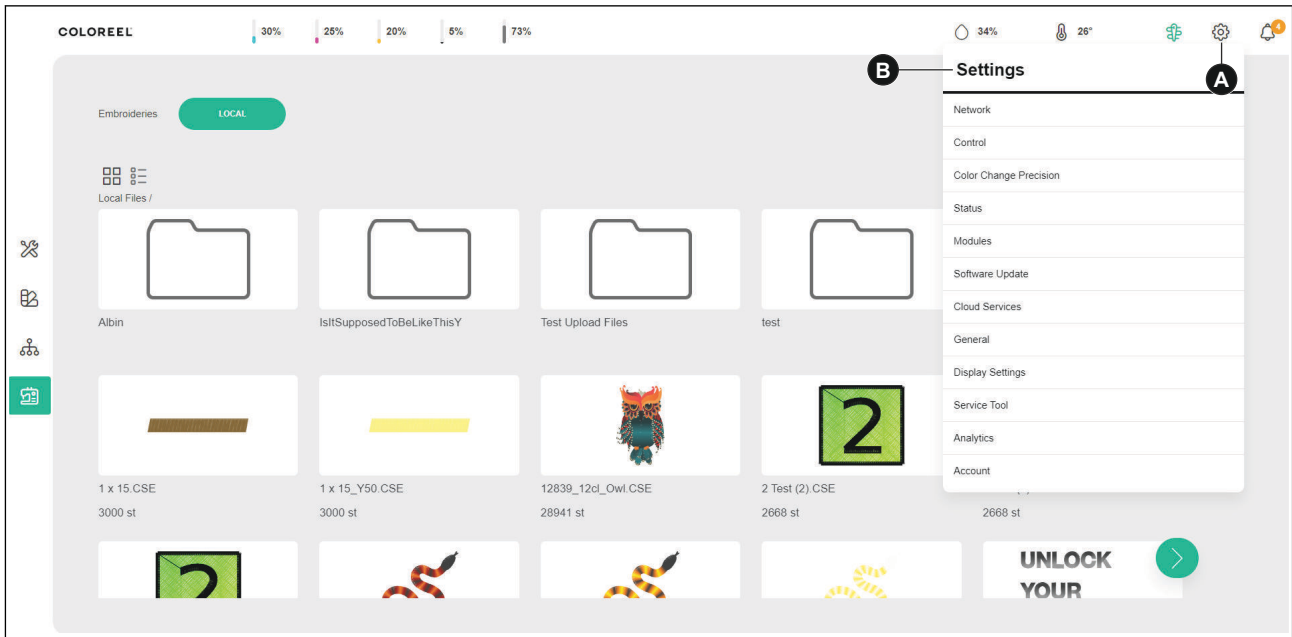 COLOREEL 30% 25% 20% 5% 73% 34% 26° 4
B Settings A
Embroideries LOCAL
Network
Control
Color Change Precision
Local Files /
Status
Modules
Software Update
Cloud Services
Albin IsItSupposedToBeLikeThisY Test Upload Files test
General
Display Settings
Service Tool
2
Analytics
Account
1 x 15.CSE 1 x 15_Y50.CSE 12839_12cl_Owl.CSE 2 Test (2).CSE
3000 st 3000 st 28941 st 2668 st 2668 st
2 UNLOCK
YOUR